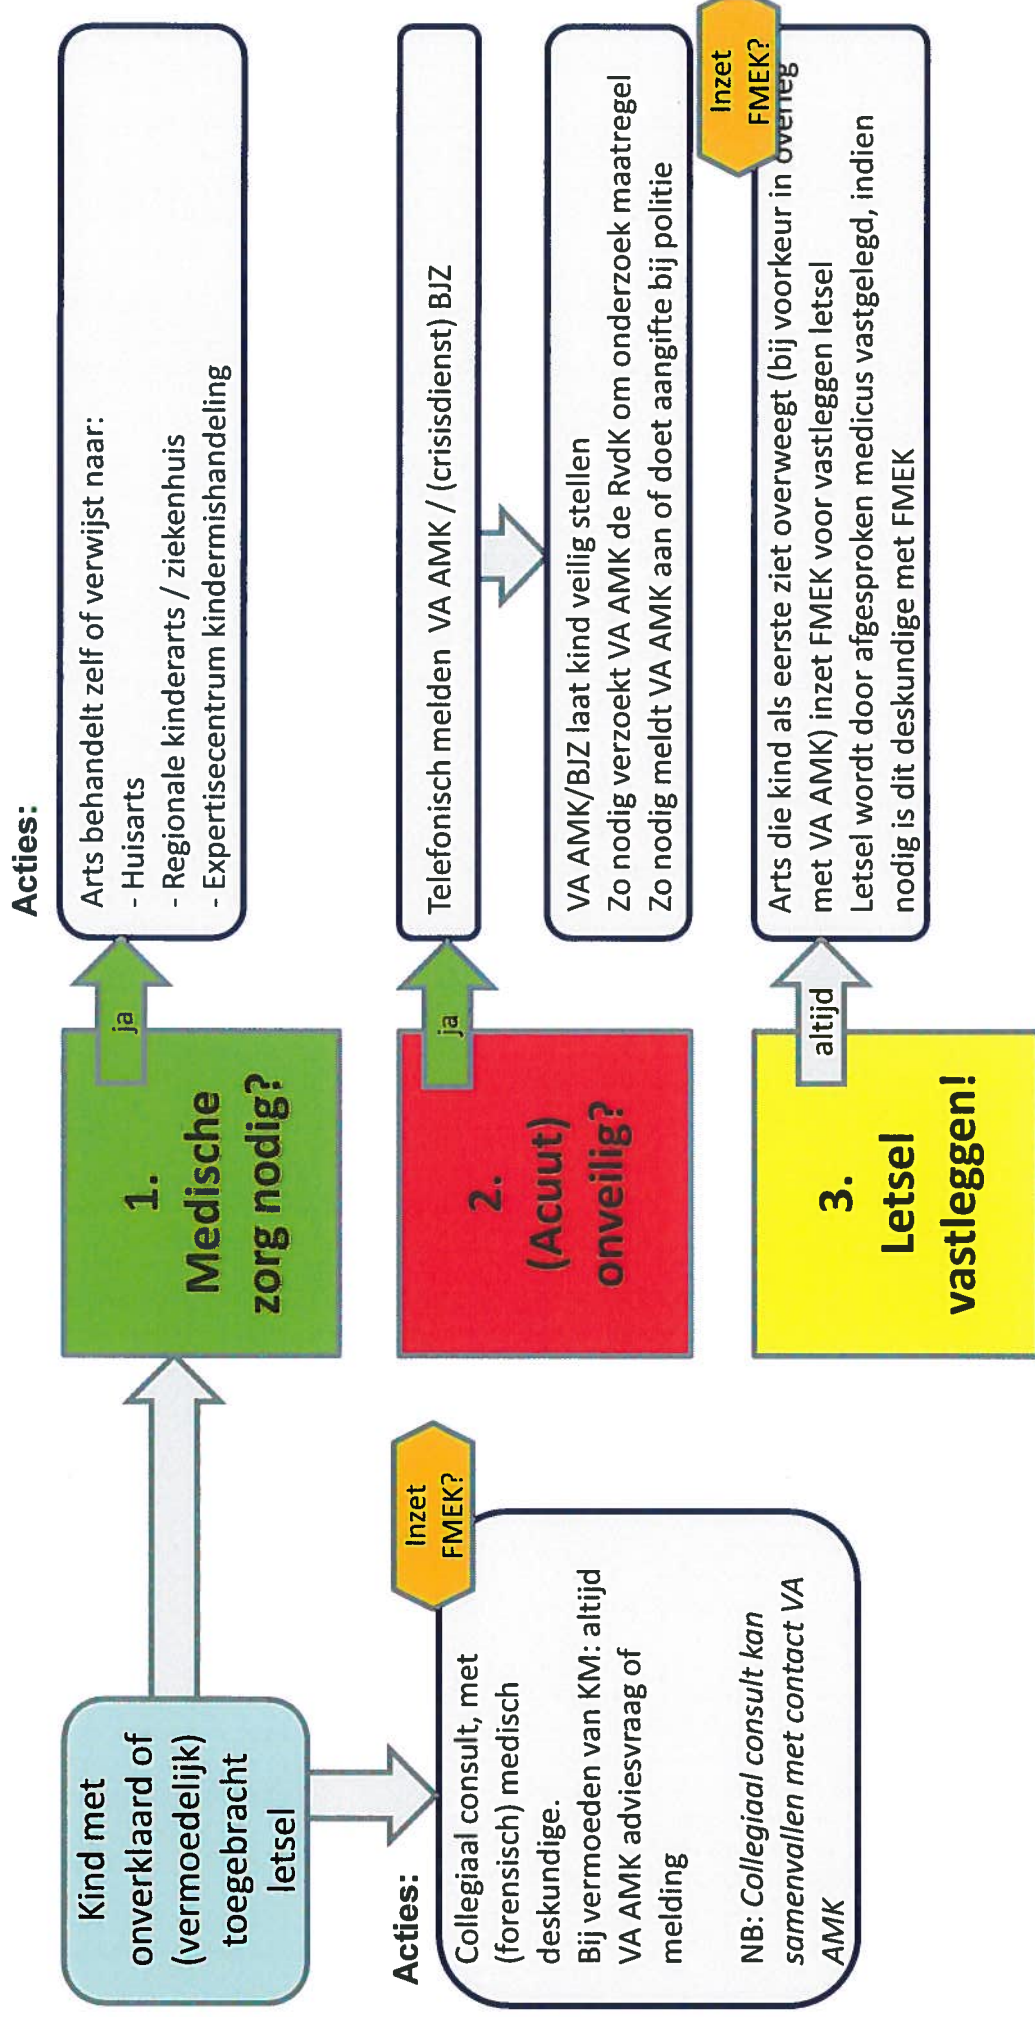 Kind met
onverklaard of
(vermoedelijk)
toegebracht
letsel
Acties:
Collegiaal consult, met
(forensisch) medisch
deskundige.
Bij vermoeden van KM: altijd
VA AMK adviesvraag of
melding
NB: Collegiaal consult kan
samenvallen met contact VA
AMK
Inzet
FMEK?
1.
Medische
zorg nodig?
ja
Acties:
Arts behandelt zelf of verwijst naar:
- Huisarts
- Regionale kinderarts / ziekenhuis
- Expertisecentrum kindermishandeling
2.
(Acuut)
onveilig?
ja
Telefonisch melden VA AMK / (crisisdienst) BJZ
VA AMK/BJZ laat kind veilig stellen
Zo nodig verzoekt VA AMK de RvdK om onderzoek maatregel
Zo nodig meldt VA AMK aan of doet aangifte bij politie
3.
Letsel
vastleggen!
altijd
Inzet
FMEK?
Arts die kind als eerste ziet overweegt (bij voorkeur in overleg
met VA AMK) inzet FMEK voor vastleggen letsel
Letsel wordt door afgesproken medicus vastgelegd, indien
nodig is dit deskundige met FMEK